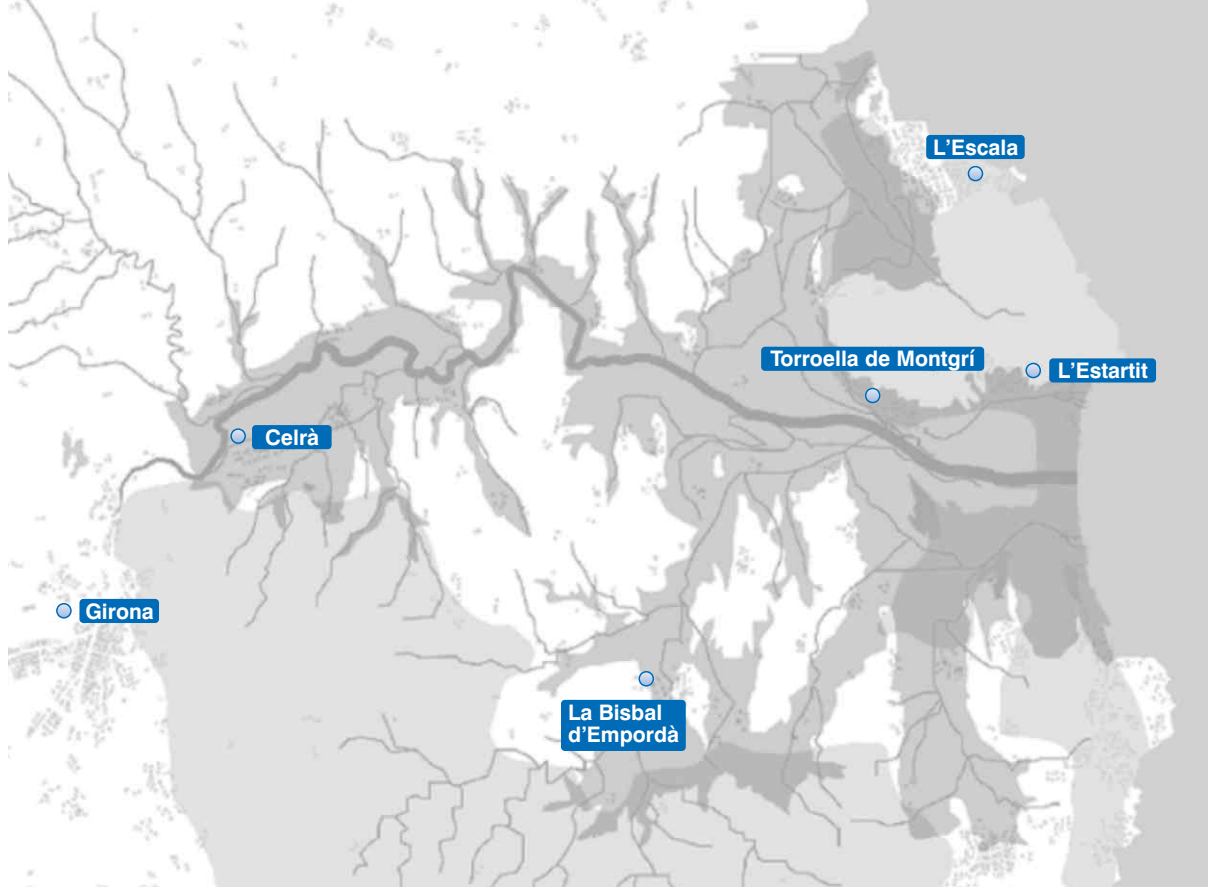 L’Escala
Torroella de Montgrí
L’Estartit
Celrà
Girona
La Bisbal
d’Empordà